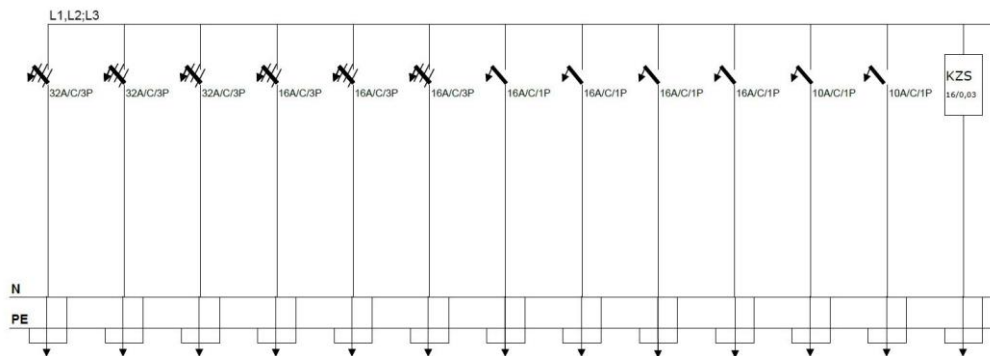 L1,L2;L3
32A/C/3P 32A/C/3P 32A/C/3P 16A/C/3P 16A/C/3P 16A/C/3P 16A/C/1P 16A/C/1P 16A/C/1P 16A/C/1P 10A/C/1P 10A/C/1P
KZS
16/0,03
N
PE